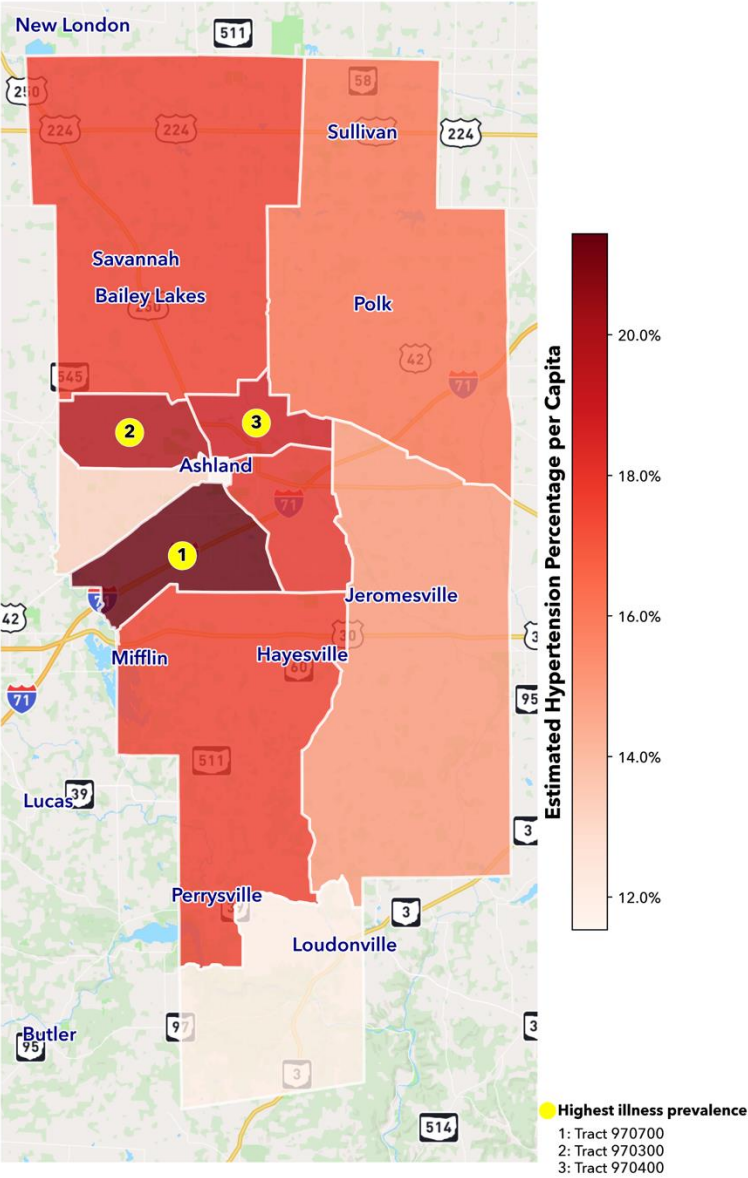 New London
511
250
58
224
224
Sullivan
224
Savannah
Bailey Lakes
250
Polk
42
545
71
20.0%
3
2
Ashland
71
18.0%
Estimated Hypertension Percentage per Capita
1
71
Jeromesville
42
16.0%
30
3
Mifflin
Hayesville
60
71
95
511
14.0%
Lucas
39
3
Perrysville
39
3
12.0%
Loudonville
97
3
Butler
95
3
514
Highest illness prevalence
1: Tract 970700
2: Tract 970300
3: Tract 970400